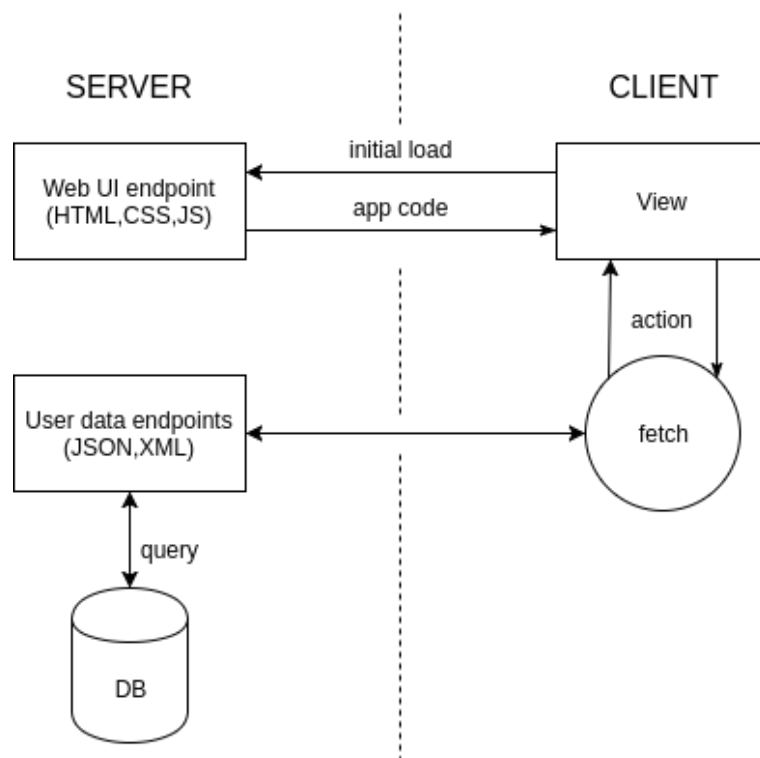 SERVER
CLIENT
initial load
Web UI endpoint
(HTML,CSS,JS)
app code
View
action
User data endpoints
(JSON,XML)
fetch
query
DB